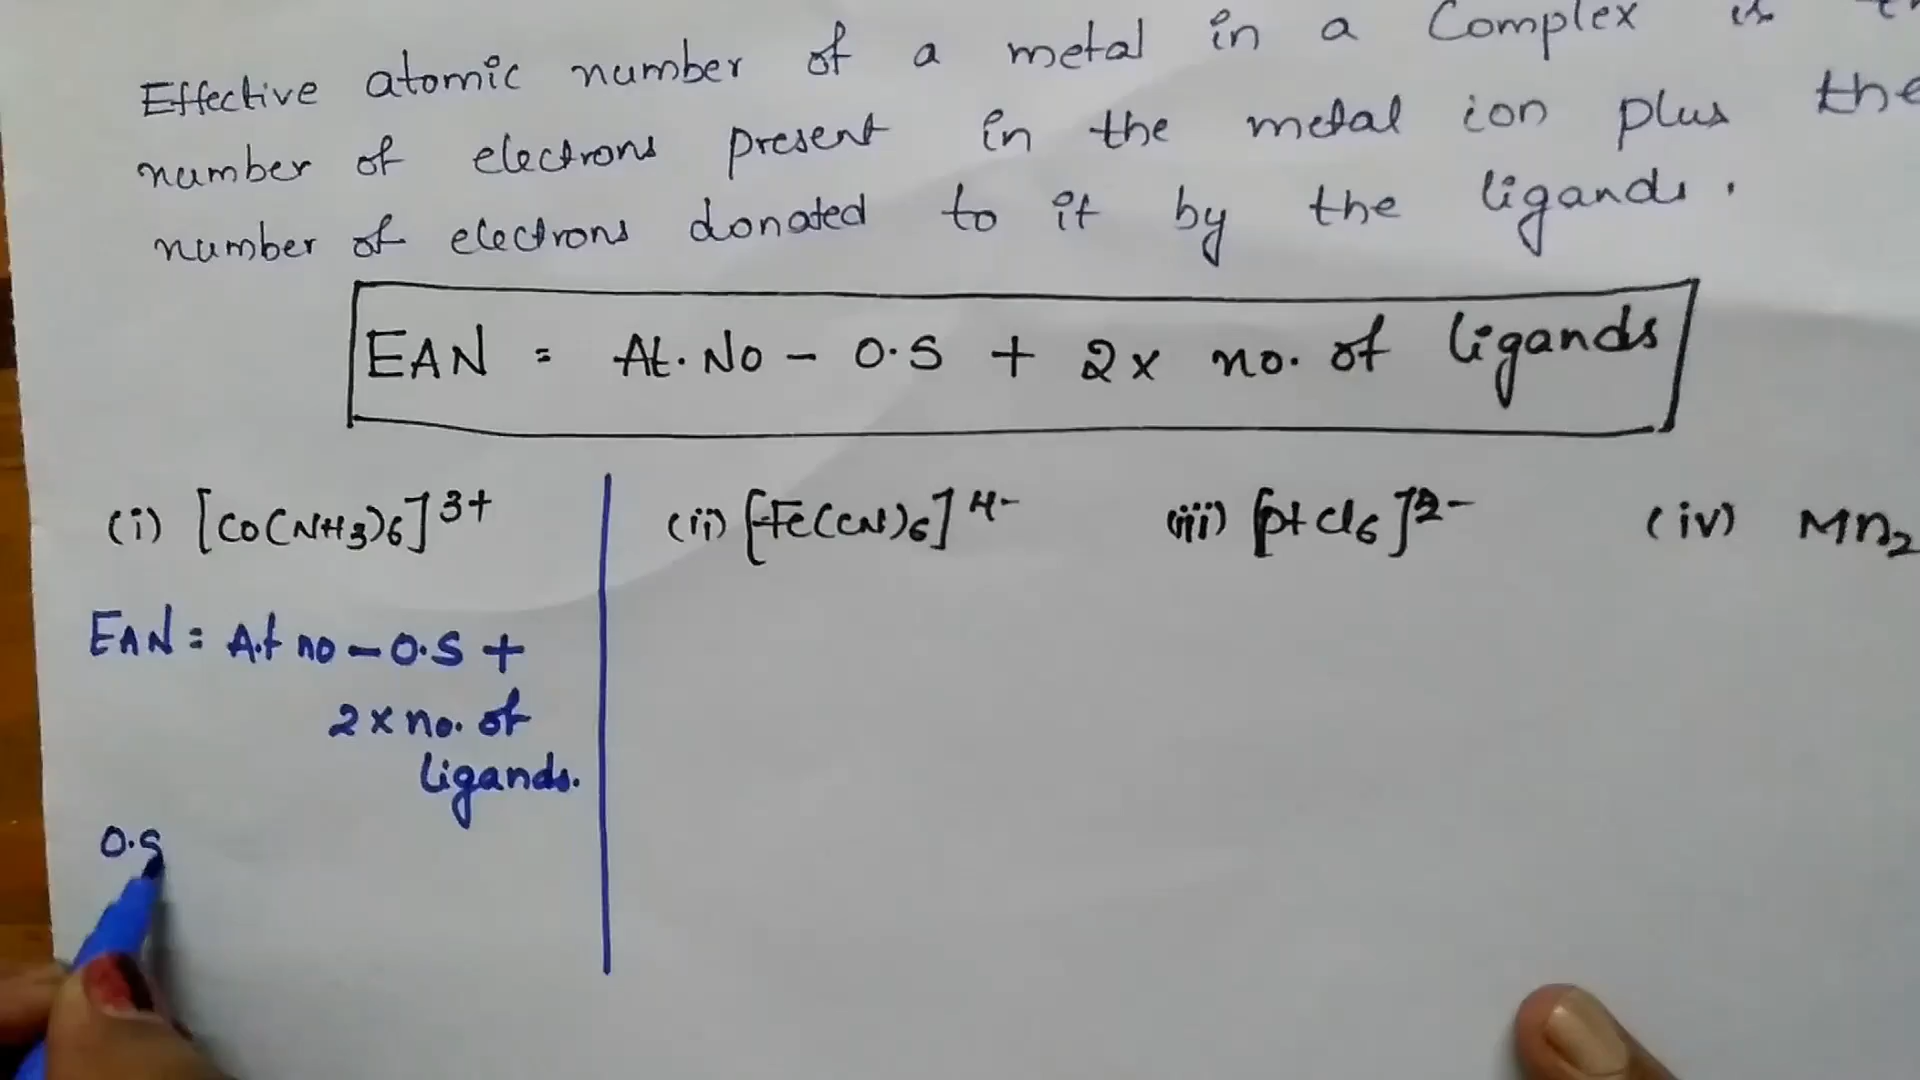 Effective atomic number of a metal in a Complex is
number of electrons present in the metal ion plus the
number of electrons donated to it by the ligands.
EAN = At.No - O.S + 2x no. of ligands
(i) [Co(NH3)6]3+ (ii) [Fe(CN)6]4- (iii) [ptCl6]2- (iv) Mn2
EAN = A.t no - O.S +
2 x no. of
ligands.
O.S